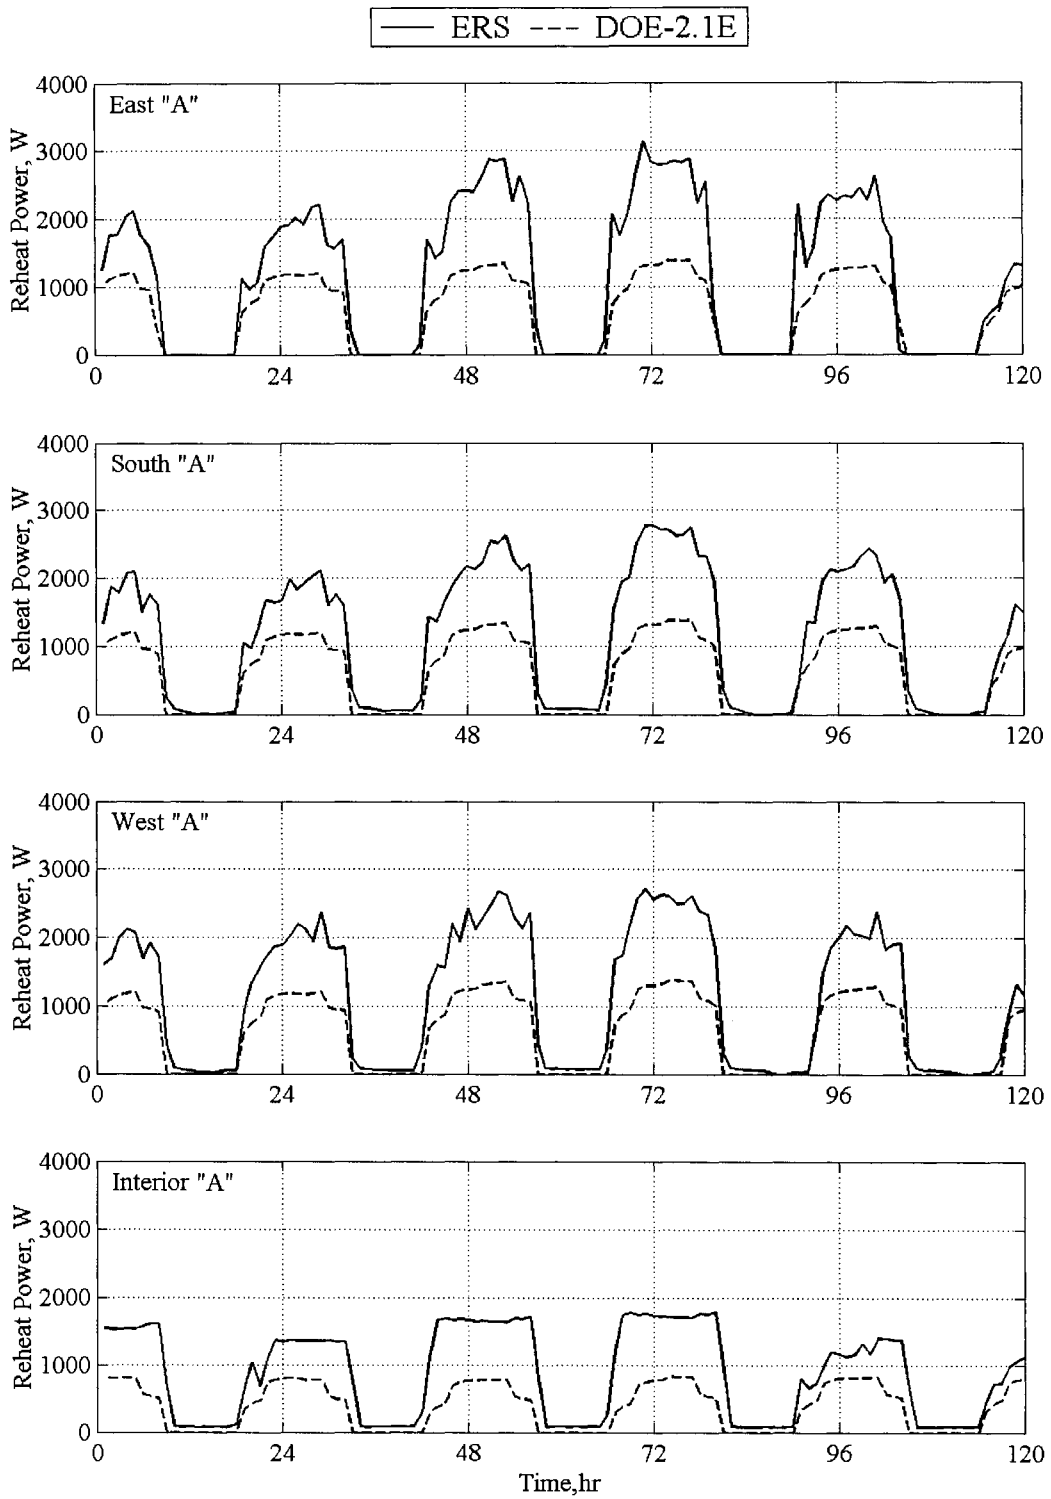 ERS DOE-2.1E
East "A"
Reheat Power, W
4000
3000
2000
1000
0
0 24 48 72 96 120
South "A"
Reheat Power, W
4000
3000
2000
1000
0
0 24 48 72 96 120
West "A"
Reheat Power, W
4000
3000
2000
1000
0
0 24 48 72 96 120
Interior "A"
Reheat Power, W
4000
3000
2000
1000
0
0 24 48 72 96 120
Time,hr